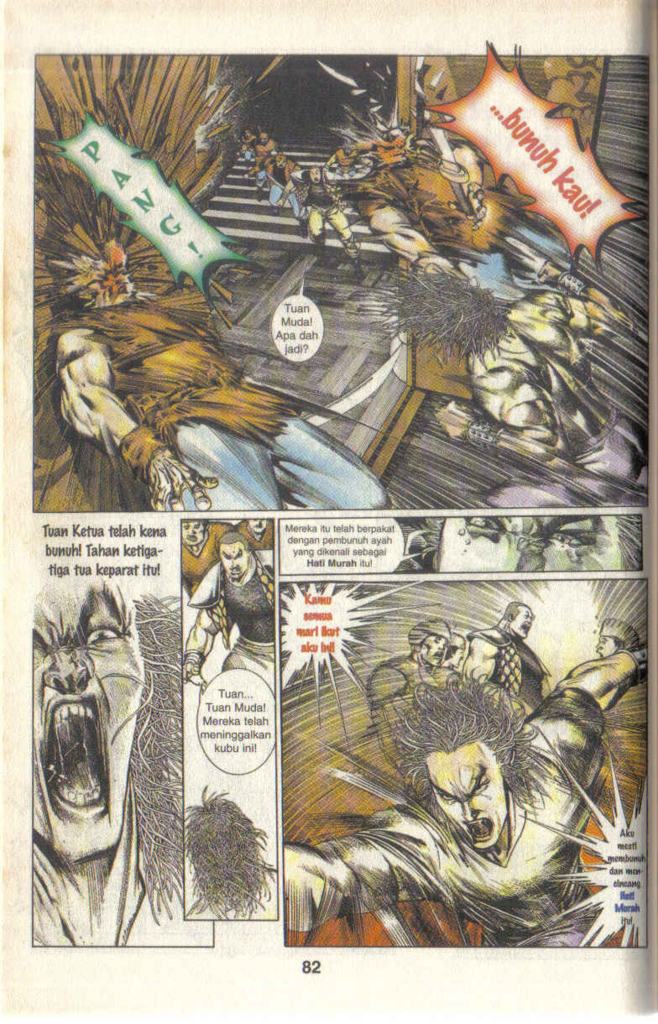 ...bunuh kau!
PANG!
Tuan
Muda!
Apa dah
jadi?
Tuan Ketua telah kena
bunuh! Tahan ketiga-
tiga tua keparat itu!
Tuan...
Tuan Muda!
Mereka telah
meninggalkan
kubu ini!
Mereka itu telah berpakat
dengan pembunuh ayah
yang dikenali sebagai
Hati Murah itu!
Kamu
semua
mari ikut
aku ini!
Aku
mesti
membunuh
dan men-
cincang
Hati
Murah
itu!
82